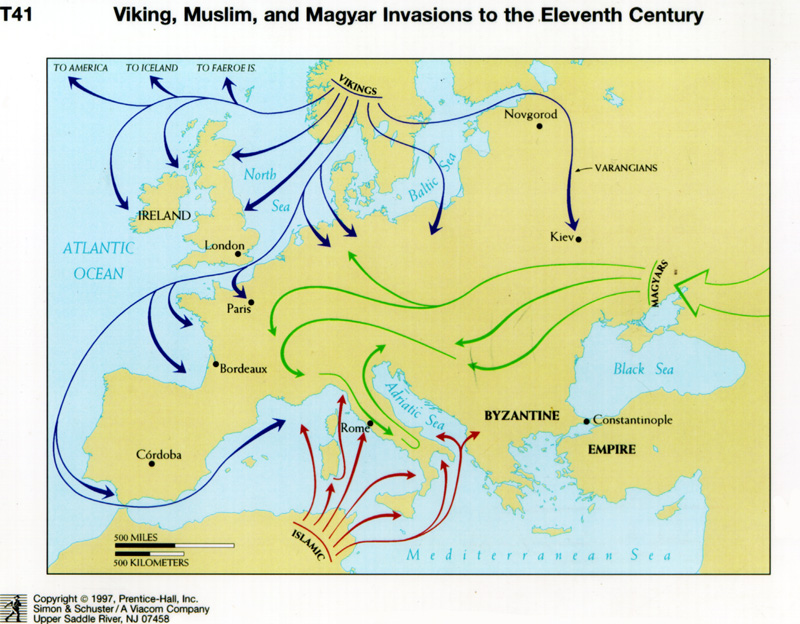 T41
Viking, Muslim, and Magyar Invasions to the Eleventh Century
TO AMERICA
TO ICELAND
TO FAEROE IS.
VIKINGS
Novgorod
VARANGIANS
North
Sea
Baltic Sea
IRELAND
ATLANTIC
OCEAN
London
Kiev
MAGYARS
Paris
Bordeaux
Black Sea
Adriatic Sea
Rome
BYZANTINE
Constantinople
EMPIRE
Córdoba
500 MILES
500 KILOMETERS
ISLAMIC
Mediterranean Sea
Copyright © 1997, Prentice-Hall, Inc.
Simon & Schuster / A Viacom Company
Upper Saddle River, NJ 07458